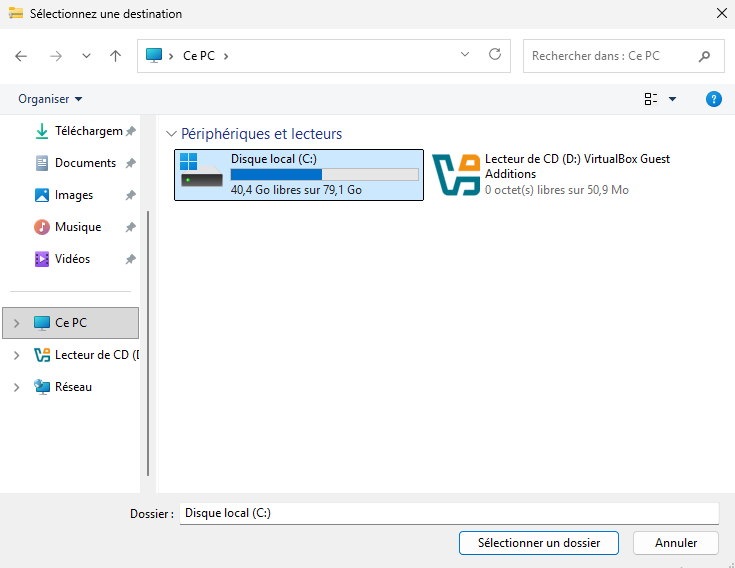 Sélectionnez une destination
Ce PC
Rechercher dans : Ce PC
Organiser
Téléchargem
Documents
Images
Musique
Vidéos
Ce PC
Lecteur de CD (D
Réseau
Périphériques et lecteurs
Disque local (C:)
40,4 Go libres sur 79,1 Go
Lecteur de CD (D:) VirtualBox Guest
Additions
0 octet(s) libres sur 50,9 Mo
Dossier :
Disque local (C:)
Sélectionner un dossier
Annuler